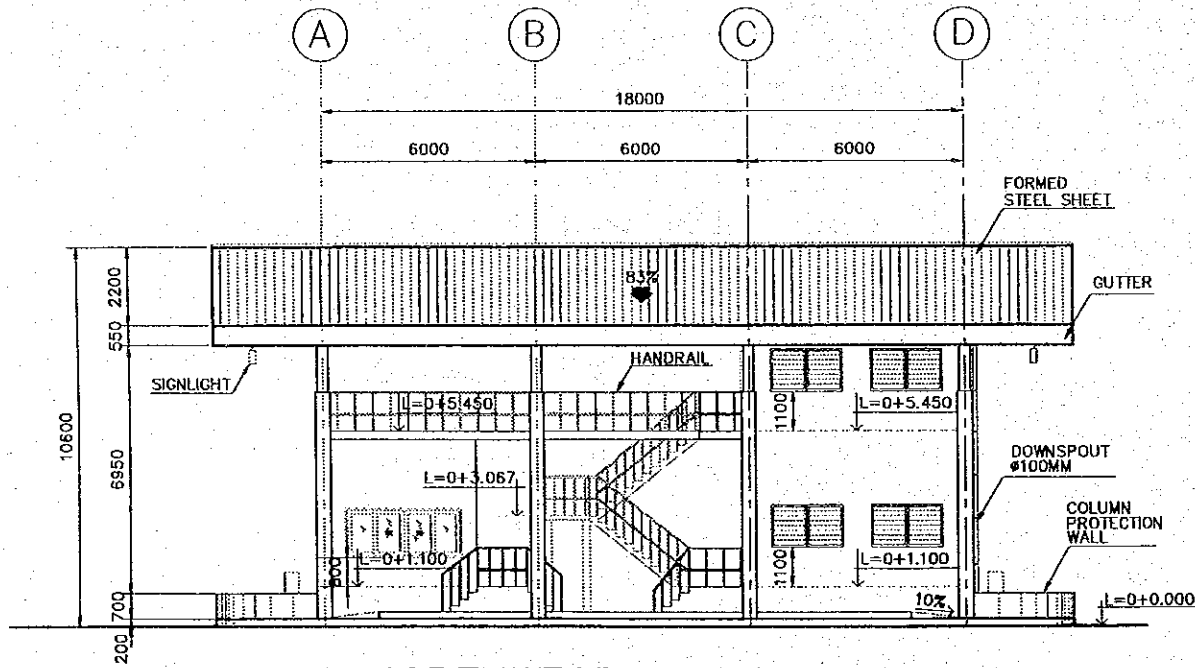 A B C D
18000
6000 6000 6000
FORMED
STEEL SHEET
83%
GUTTER
2200
550
SIGNLIGHT
HANDRAIL
L=0+5.450
L=0+5.450
1100
10600
6950
L=0+3.067
DOWNSPOUT
ø100MM
COLUMN
PROTECTION
WALL
L=0+1.100
L=0+1.100
1100
700
10%
L=0+0.000
200